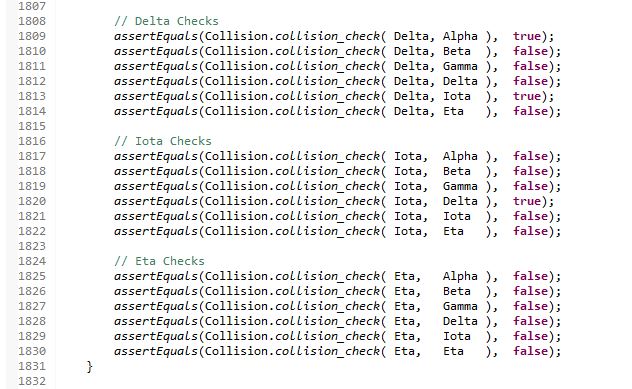 1807
1808 // Delta Checks
1809 assertEquals(Collision.collision_check( Delta, Alpha ), true);
1810 assertEquals(Collision.collision_check( Delta, Beta ), false);
1811 assertEquals(Collision.collision_check( Delta, Gamma ), false);
1812 assertEquals(Collision.collision_check( Delta, Delta ), false);
1813 assertEquals(Collision.collision_check( Delta, Iota ), true);
1814 assertEquals(Collision.collision_check( Delta, Eta ), false);
1815
1816 // Iota Checks
1817 assertEquals(Collision.collision_check( Iota, Alpha ), false);
1818 assertEquals(Collision.collision_check( Iota, Beta ), false);
1819 assertEquals(Collision.collision_check( Iota, Gamma ), false);
1820 assertEquals(Collision.collision_check( Iota, Delta ), true);
1821 assertEquals(Collision.collision_check( Iota, Iota ), false);
1822 assertEquals(Collision.collision_check( Iota, Eta ), false);
1823
1824 // Eta Checks
1825 assertEquals(Collision.collision_check( Eta, Alpha ), false);
1826 assertEquals(Collision.collision_check( Eta, Beta ), false);
1827 assertEquals(Collision.collision_check( Eta, Gamma ), false);
1828 assertEquals(Collision.collision_check( Eta, Delta ), false);
1829 assertEquals(Collision.collision_check( Eta, Iota ), false);
1830 assertEquals(Collision.collision_check( Eta, Eta ), false);
1831 }
1832